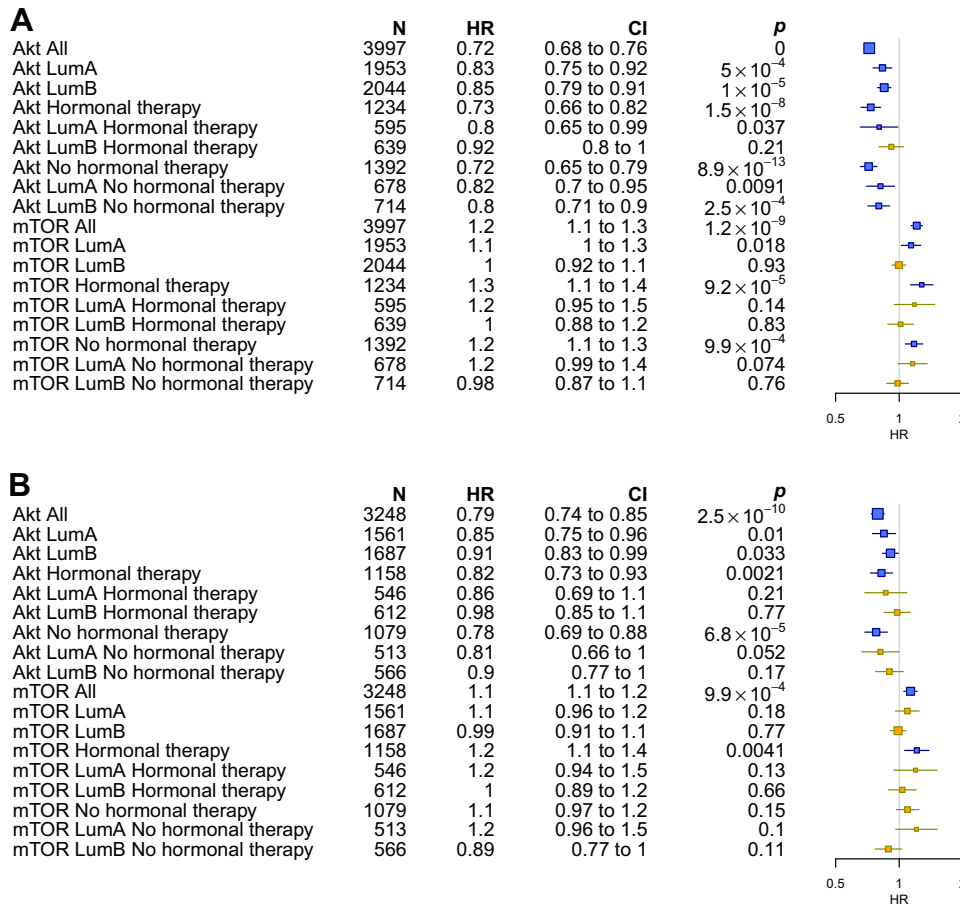 A
N HR CI p
Akt All 3997 0.72 0.68 to 0.76 0
Akt LumA 1953 0.83 0.75 to 0.92 5×10⁻⁴
Akt LumB 2044 0.85 0.79 to 0.91 1×10⁻⁵
Akt Hormonal therapy 1234 0.73 0.66 to 0.82 1.5×10⁻⁸
Akt LumA Hormonal therapy 595 0.8 0.65 to 0.99 0.037
Akt LumB Hormonal therapy 639 0.92 0.8 to 1 0.21
Akt No hormonal therapy 1392 0.72 0.65 to 0.79 8.9×10⁻¹³
Akt LumA No hormonal therapy 678 0.82 0.7 to 0.95 0.0091
Akt LumB No hormonal therapy 714 0.8 0.71 to 0.9 2.5×10⁻⁴
mTOR All 3997 1.2 1.1 to 1.3 1.2×10⁻⁹
mTOR LumA 1953 1.1 1 to 1.3 0.018
mTOR LumB 2044 1 0.92 to 1.1 0.93
mTOR Hormonal therapy 1234 1.3 1.1 to 1.4 9.2×10⁻⁵
mTOR LumA Hormonal therapy 595 1.2 0.95 to 1.5 0.14
mTOR LumB Hormonal therapy 639 1 0.88 to 1.2 0.83
mTOR No hormonal therapy 1392 1.2 1.1 to 1.3 9.9×10⁻⁴
mTOR LumA No hormonal therapy 678 1.2 0.99 to 1.4 0.074
mTOR LumB No hormonal therapy 714 0.98 0.87 to 1.1 0.76
0.5 1
HR
B
N HR CI p
Akt All 3248 0.79 0.74 to 0.85 2.5×10⁻¹⁰
Akt LumA 1561 0.85 0.75 to 0.96 0.01
Akt LumB 1687 0.91 0.83 to 0.99 0.033
Akt Hormonal therapy 1158 0.82 0.73 to 0.93 0.0021
Akt LumA Hormonal therapy 546 0.86 0.69 to 1.1 0.21
Akt LumB Hormonal therapy 612 0.98 0.85 to 1.1 0.77
Akt No hormonal therapy 1079 0.78 0.69 to 0.88 6.8×10⁻⁵
Akt LumA No hormonal therapy 513 0.81 0.66 to 1 0.052
Akt LumB No hormonal therapy 566 0.9 0.77 to 1 0.17
mTOR All 3248 1.1 1.1 to 1.2 9.9×10⁻⁴
mTOR LumA 1561 1.1 0.96 to 1.2 0.18
mTOR LumB 1687 0.99 0.91 to 1.1 0.77
mTOR Hormonal therapy 1158 1.2 1.1 to 1.4 0.0041
mTOR LumA Hormonal therapy 546 1.2 0.94 to 1.5 0.13
mTOR LumB Hormonal therapy 612 1 0.89 to 1.2 0.66
mTOR No hormonal therapy 1079 1.1 0.97 to 1.2 0.15
mTOR LumA No hormonal therapy 513 1.2 0.96 to 1.5 0.1
mTOR LumB No hormonal therapy 566 0.89 0.77 to 1 0.11
0.5 1
HR